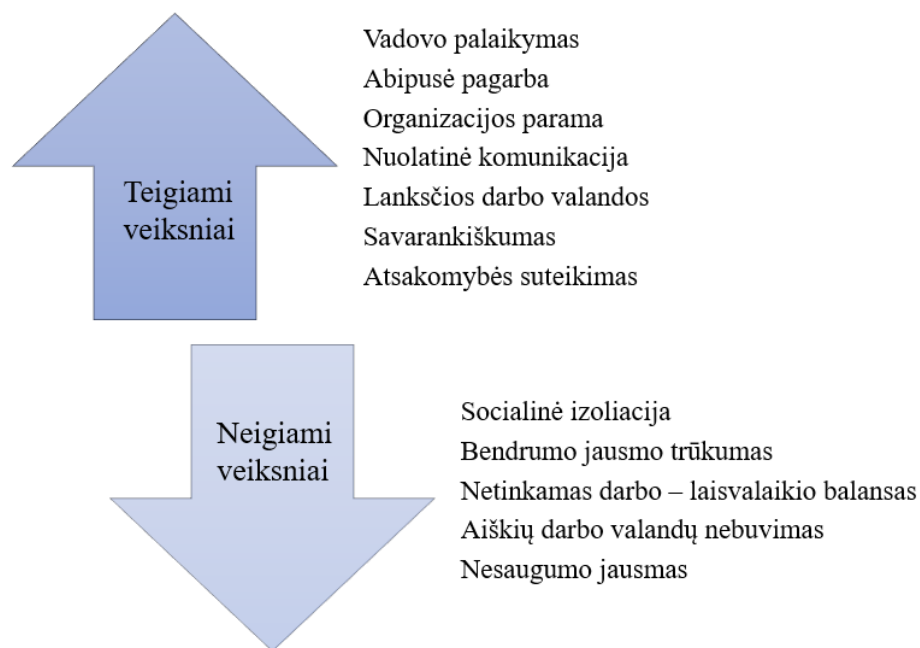 Teigiami
veiksniai
Vadovo palaikymas
Abipusė pagarba
Organizacijos parama
Nuolatinė komunikacija
Lanksčios darbo valandos
Savarankiškumas
Atsakomybės suteikimas
Neigiami
veiksniai
Socialinė izoliacija
Bendrumo jausmo trūkumas
Netinkamas darbo – laisvalaikio balansas
Aiškių darbo valandų nebuvimas
Nesaugumo jausmas